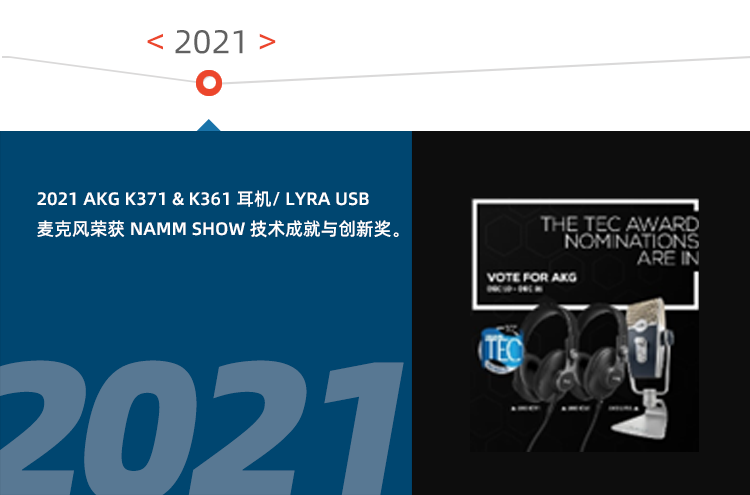 < 2021 >
2021 AKG K371 & K361 耳机/ LYRA USB
麦克风荣获 NAMM SHOW 技术成就与创新奖。
2021
THE TEC AWARD
NOMINATIONS
ARE IN
VOTE FOR AKG
TEC